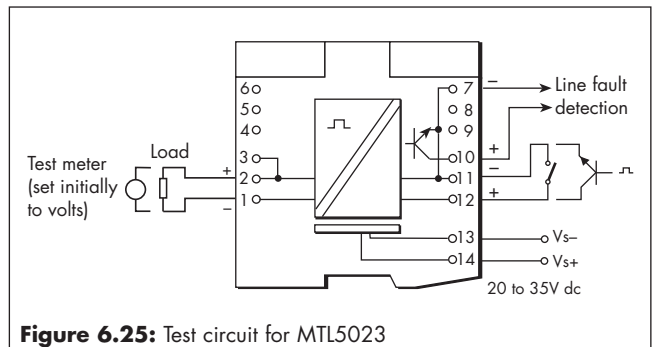 6
5
4
3
2
1
Test meter
(set initially
to volts)
Load
+
–
7
8
9
10
11
12
13
14
–
+
–
+
Line fault
detection
Vs–
Vs+
20 to 35V dc
Figure 6.25: Test circuit for MTL5023